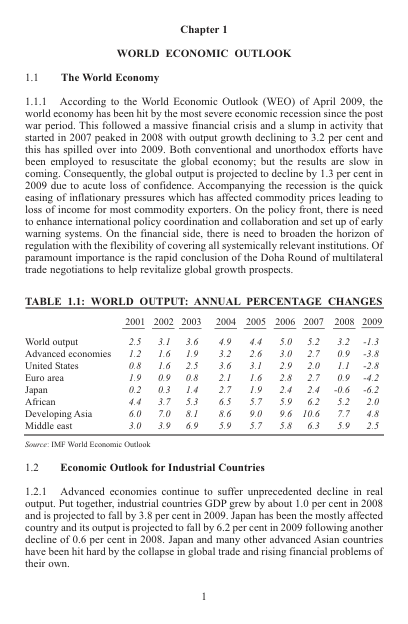 Chapter 1
WORLD ECONOMIC OUTLOOK
1.1 The World Economy
1.1.1 According to the World Economic Outlook (WEO) of April 2009, the
world economy has been hit by the most severe economic recession since the post
war period. This followed a massive financial crisis and a slump in activity that
started in 2007 peaked in 2008 with output growth declining to 3.2 per cent and
this has spilled over into 2009. Both conventional and unorthodox efforts have
been employed to resuscitate the global economy; but the results are slow in
coming. Consequently, the global output is projected to decline by 1.3 per cent in
2009 due to acute loss of confidence. Accompanying the recession is the quick
easing of inflationary pressures which has affected commodity prices leading to
loss of income for most commodity exporters. On the policy front, there is need
to enhance international policy coordination and collaboration and set up of early
warning systems. On the financial side, there is need to broaden the horizon of
regulation with the flexibility of covering all systemically relevant institutions. Of
paramount importance is the rapid conclusion of the Doha Round of multilateral
trade negotiations to help revitalize global growth prospects.
TABLE 1.1: WORLD OUTPUT: ANNUAL PERCENTAGE CHANGES
2001 2002 2003 2004 2005 2006 2007 2008 2009
World output 2.5 3.1 3.6 4.9 4.4 5.0 5.2 3.2 -1.3
Advanced economies 1.2 1.6 1.9 3.2 2.6 3.0 2.7 0.9 -3.8
United States 0.8 1.6 2.5 3.6 3.1 2.9 2.0 1.1 -2.8
Euro area 1.9 0.9 0.8 2.1 1.6 2.8 2.7 0.9 -4.2
Japan 0.2 0.3 1.4 2.7 1.9 2.4 2.4 -0.6 -6.2
African 4.4 3.7 5.3 6.5 5.7 5.9 6.2 5.2 2.0
Developing Asia 6.0 7.0 8.1 8.6 9.0 9.6 10.6 7.7 4.8
Middle east 3.0 3.9 6.9 5.9 5.7 5.8 6.3 5.9 2.5
Source: IMF World Economic Outlook
1.2 Economic Outlook for Industrial Countries
1.2.1 Advanced economies continue to suffer unprecedented decline in real
output. Put together, industrial countries GDP grew by about 1.0 per cent in 2008
and is projected to fall by 3.8 per cent in 2009. Japan has been the mostly affected
country and its output is projected to fall by 6.2 per cent in 2009 following another
decline of 0.6 per cent in 2008. Japan and many other advanced Asian countries
have been hit hard by the collapse in global trade and rising financial problems of
their own.
1